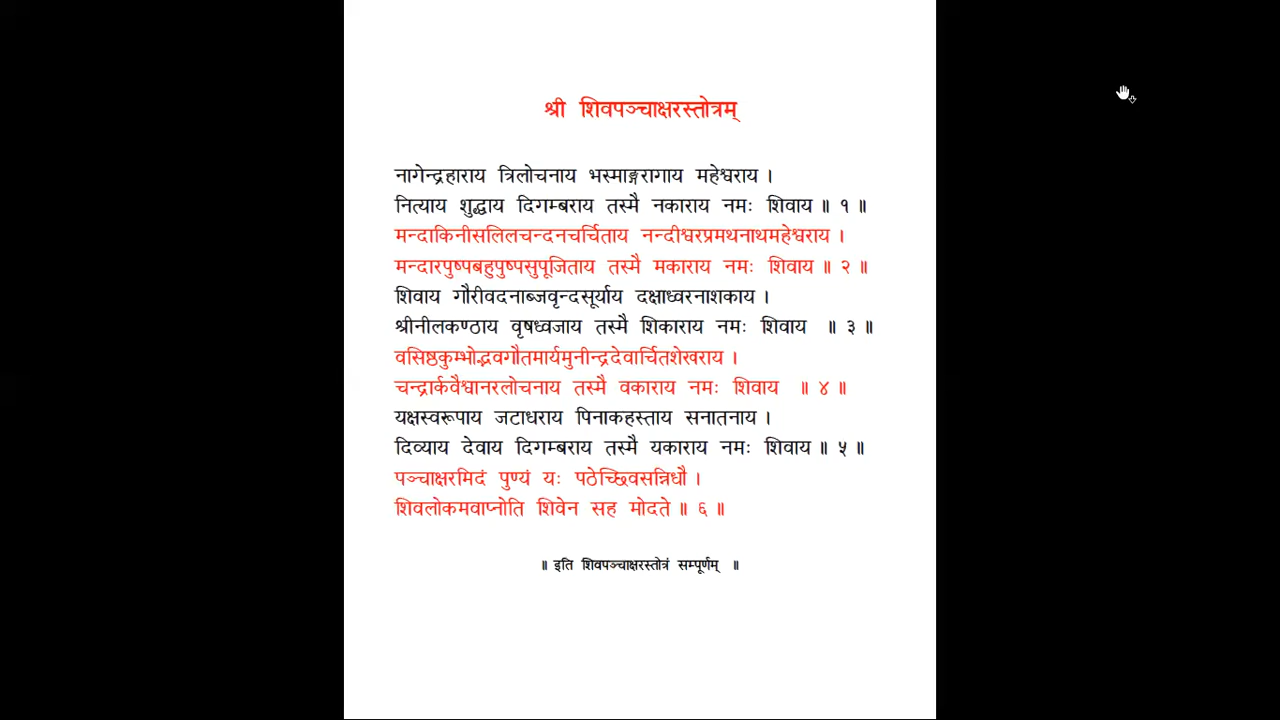 श्री शिवपञ्चाक्षरस्तोत्रम्
नागेन्द्रहाराय त्रिलोचनाय भस्माङ्गरागाय महेश्वराय ।
नित्याय शुद्धाय दिगम्बराय तस्मै नकाराय नमः शिवाय ॥ १ ॥
मन्दाकिनीसलिलचन्दनचर्चिताय नन्दीश्वरप्रमथनाथमहेश्वराय ।
मन्दारपुष्पबहुपुष्पसुपूजिताय तस्मै मकाराय नमः शिवाय ॥ २ ॥
शिवाय गौरीवदनाब्जवृन्दसूर्याय दक्षाध्वरनाशकाय ।
श्रीनीलकण्ठाय वृषध्वजाय तस्मै शिकाराय नमः शिवाय ॥ ३ ॥
वसिष्ठकुम्भोद्भवगौतमार्यमुनीन्द्रदेवार्चितशेखराय ।
चन्द्रार्कवैश्वानरलोचनाय तस्मै वकाराय नमः शिवाय ॥ ४ ॥
यक्षस्वरूपाय जटाधराय पिनाकहस्ताय सनातनाय ।
दिव्याय देवाय दिगम्बराय तस्मै यकाराय नमः शिवाय ॥ ५ ॥
पञ्चाक्षरमिदं पुण्यं यः पठेच्छिवसन्निधौ ।
शिवलोकमवाप्नोति शिवेन सह मोदते ॥ ६ ॥
॥ इति शिवपञ्चाक्षरस्तोत्रं सम्पूर्णम् ॥